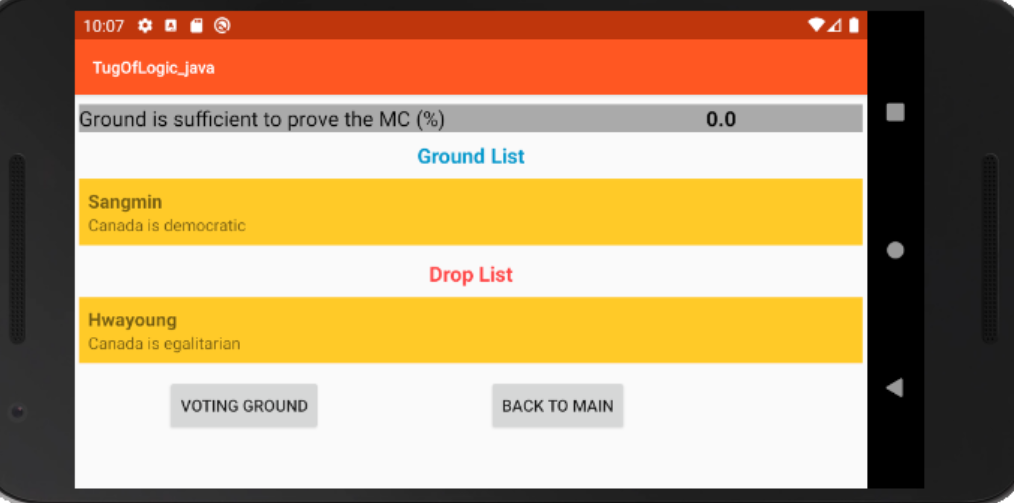 10:07
TugOfLogic_java
Ground is sufficient to prove the MC (%) 0.0
Ground List
Sangmin
Canada is democratic
Drop List
Hwayoung
Canada is egalitarian
VOTING GROUND BACK TO MAIN